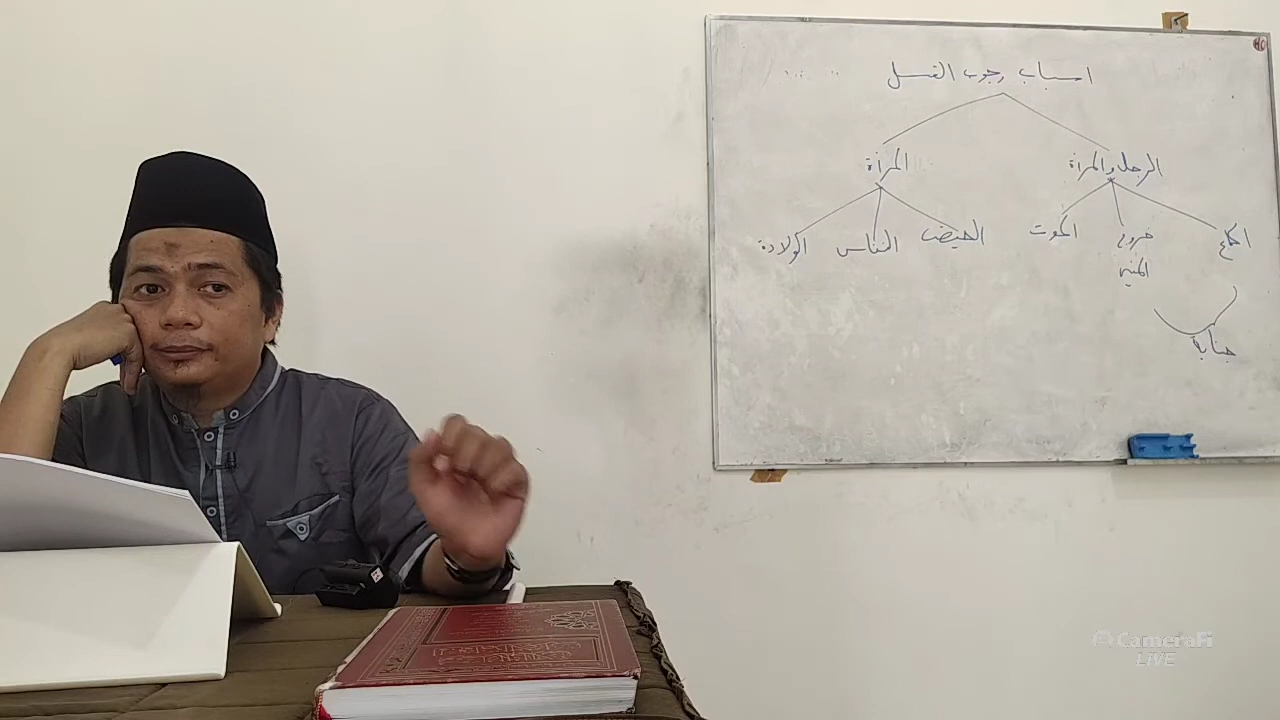 اسباب وجوب الغسل
الرجل والمرأة
المرأة
الجماع
خروج
المني
الموت
الحيض
النفاس
الولادة
جنابة
CameraFi
LIVE